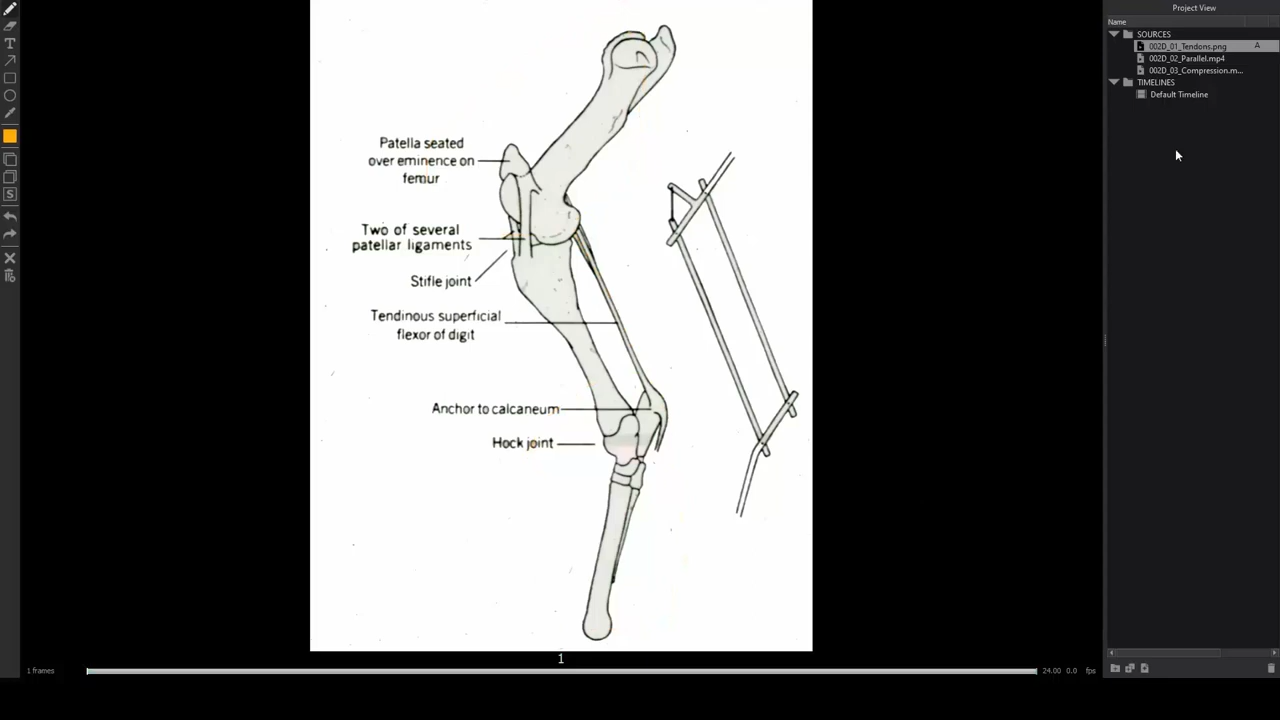 Project View
Name
SOURCES
002D_01_Tendons.png A
002D_02_Parallel.mp4
002D_03_Compression.m...
TIMELINES
Default Timeline
T
S
Patella seated
over eminence on
femur
Two of several
patellar ligaments
Stifle joint
Tendinous superficial
flexor of digit
Anchor to calcaneum
Hock joint
1
1 frames
24.00 0.0 fps